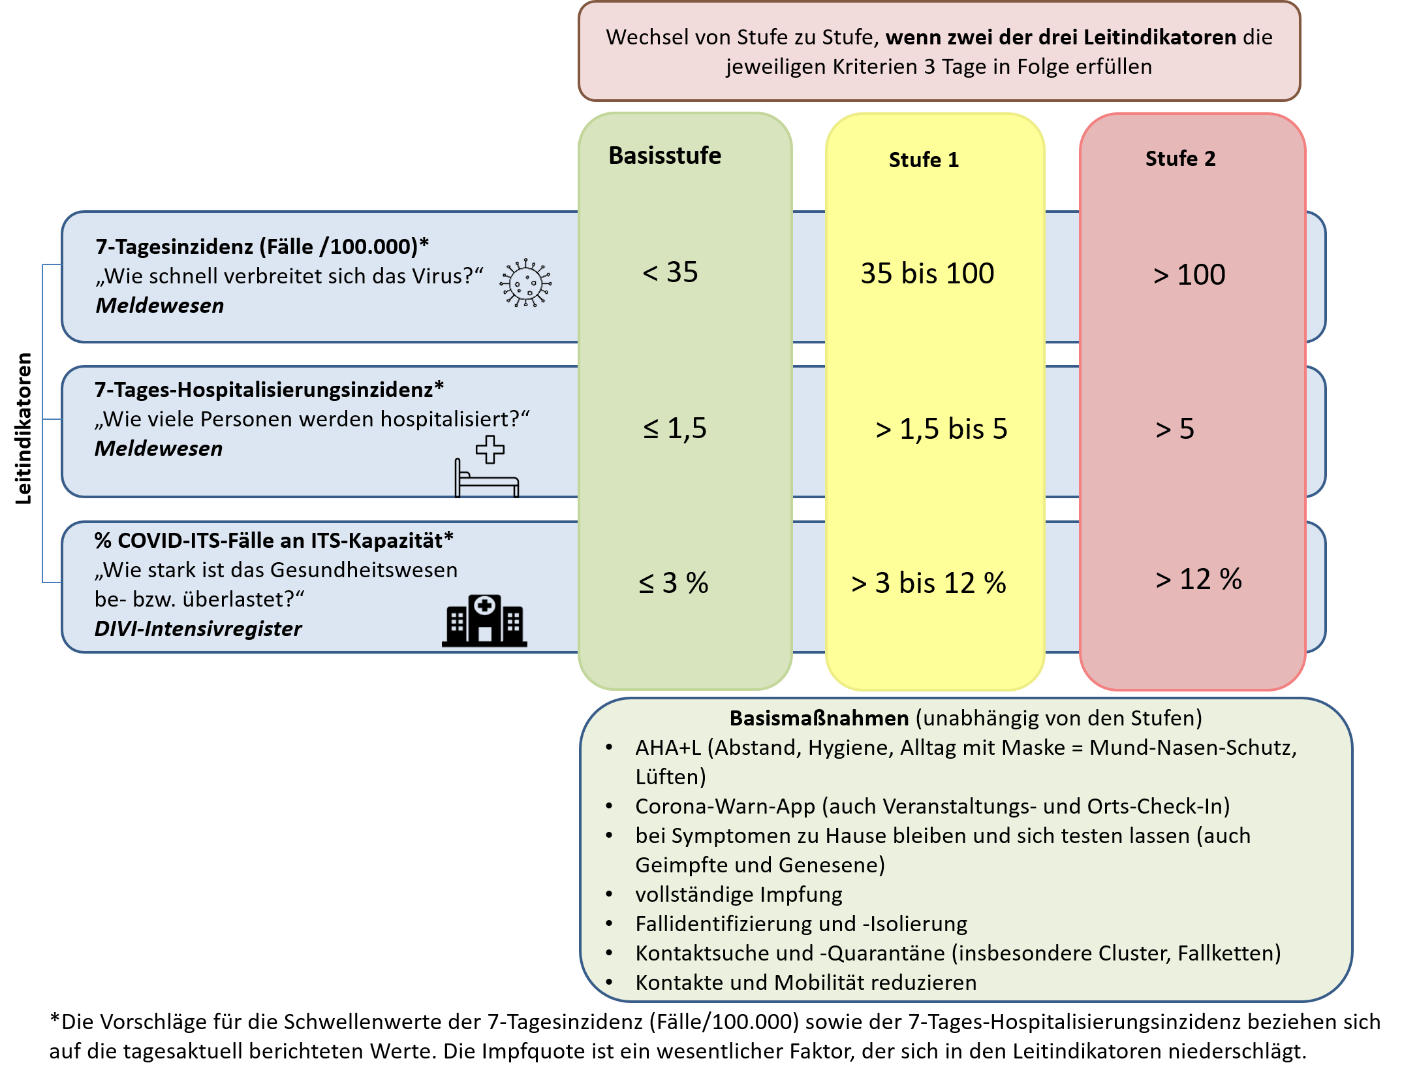 Wechsel von Stufe zu Stufe, wenn zwei der drei Leitindikatoren die
jeweiligen Kriterien 3 Tage in Folge erfüllen
Basisstufe
Stufe 1
Stufe 2
Leitindikatoren
7-Tagesinzidenz (Fälle /100.000)*
„Wie schnell verbreitet sich das Virus?“
Meldewesen
< 35
35 bis 100
> 100
7-Tages-Hospitalisierungsinzidenz*
„Wie viele Personen werden hospitalisiert?“
Meldewesen
≤ 1,5
> 1,5 bis 5
> 5
% COVID-ITS-Fälle an ITS-Kapazität*
„Wie stark ist das Gesundheitswesen
be- bzw. überlastet?“
DIVI-Intensivregister
≤ 3 %
> 3 bis 12 %
> 12 %
Basismaßnahmen (unabhängig von den Stufen)
• AHA+L (Abstand, Hygiene, Alltag mit Maske = Mund-Nasen-Schutz,
Lüften)
• Corona-Warn-App (auch Veranstaltungs- und Orts-Check-In)
• bei Symptomen zu Hause bleiben und sich testen lassen (auch
Geimpfte und Genesene)
• vollständige Impfung
• Fallidentifizierung und -Isolierung
• Kontaktsuche und -Quarantäne (insbesondere Cluster, Fallketten)
• Kontakte und Mobilität reduzieren
*Die Vorschläge für die Schwellenwerte der 7-Tagesinzidenz (Fälle/100.000) sowie der 7-Tages-Hospitalisierungsinzidenz beziehen sich
auf die tagesaktuell berichteten Werte. Die Impfquote ist ein wesentlicher Faktor, der sich in den Leitindikatoren niederschlägt.